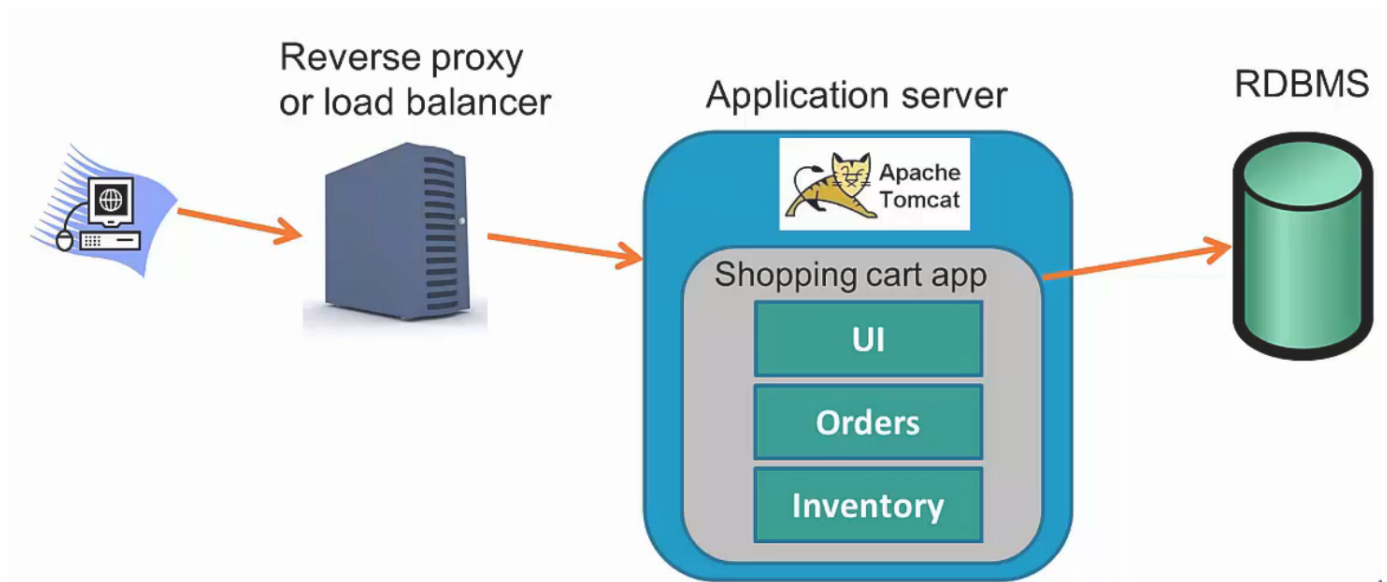 Reverse proxy
or load balancer
Application server
RDBMS
Apache
Tomcat
Shopping cart app
UI
Orders
Inventory